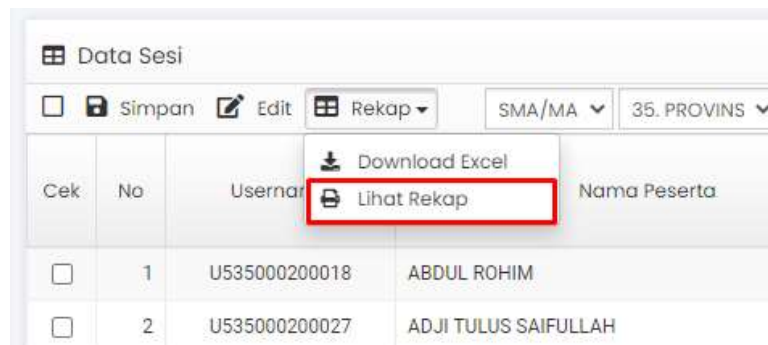 Data Sesi
Simpan Edit Rekap SMA/MA 35. PROVINS
Download Excel
Cek No Usernar Lihat Rekap Nama Peserta
1 U535000200018 ABDUL ROHIM
2 U535000200027 ADJI TULUS SAIFULLAH